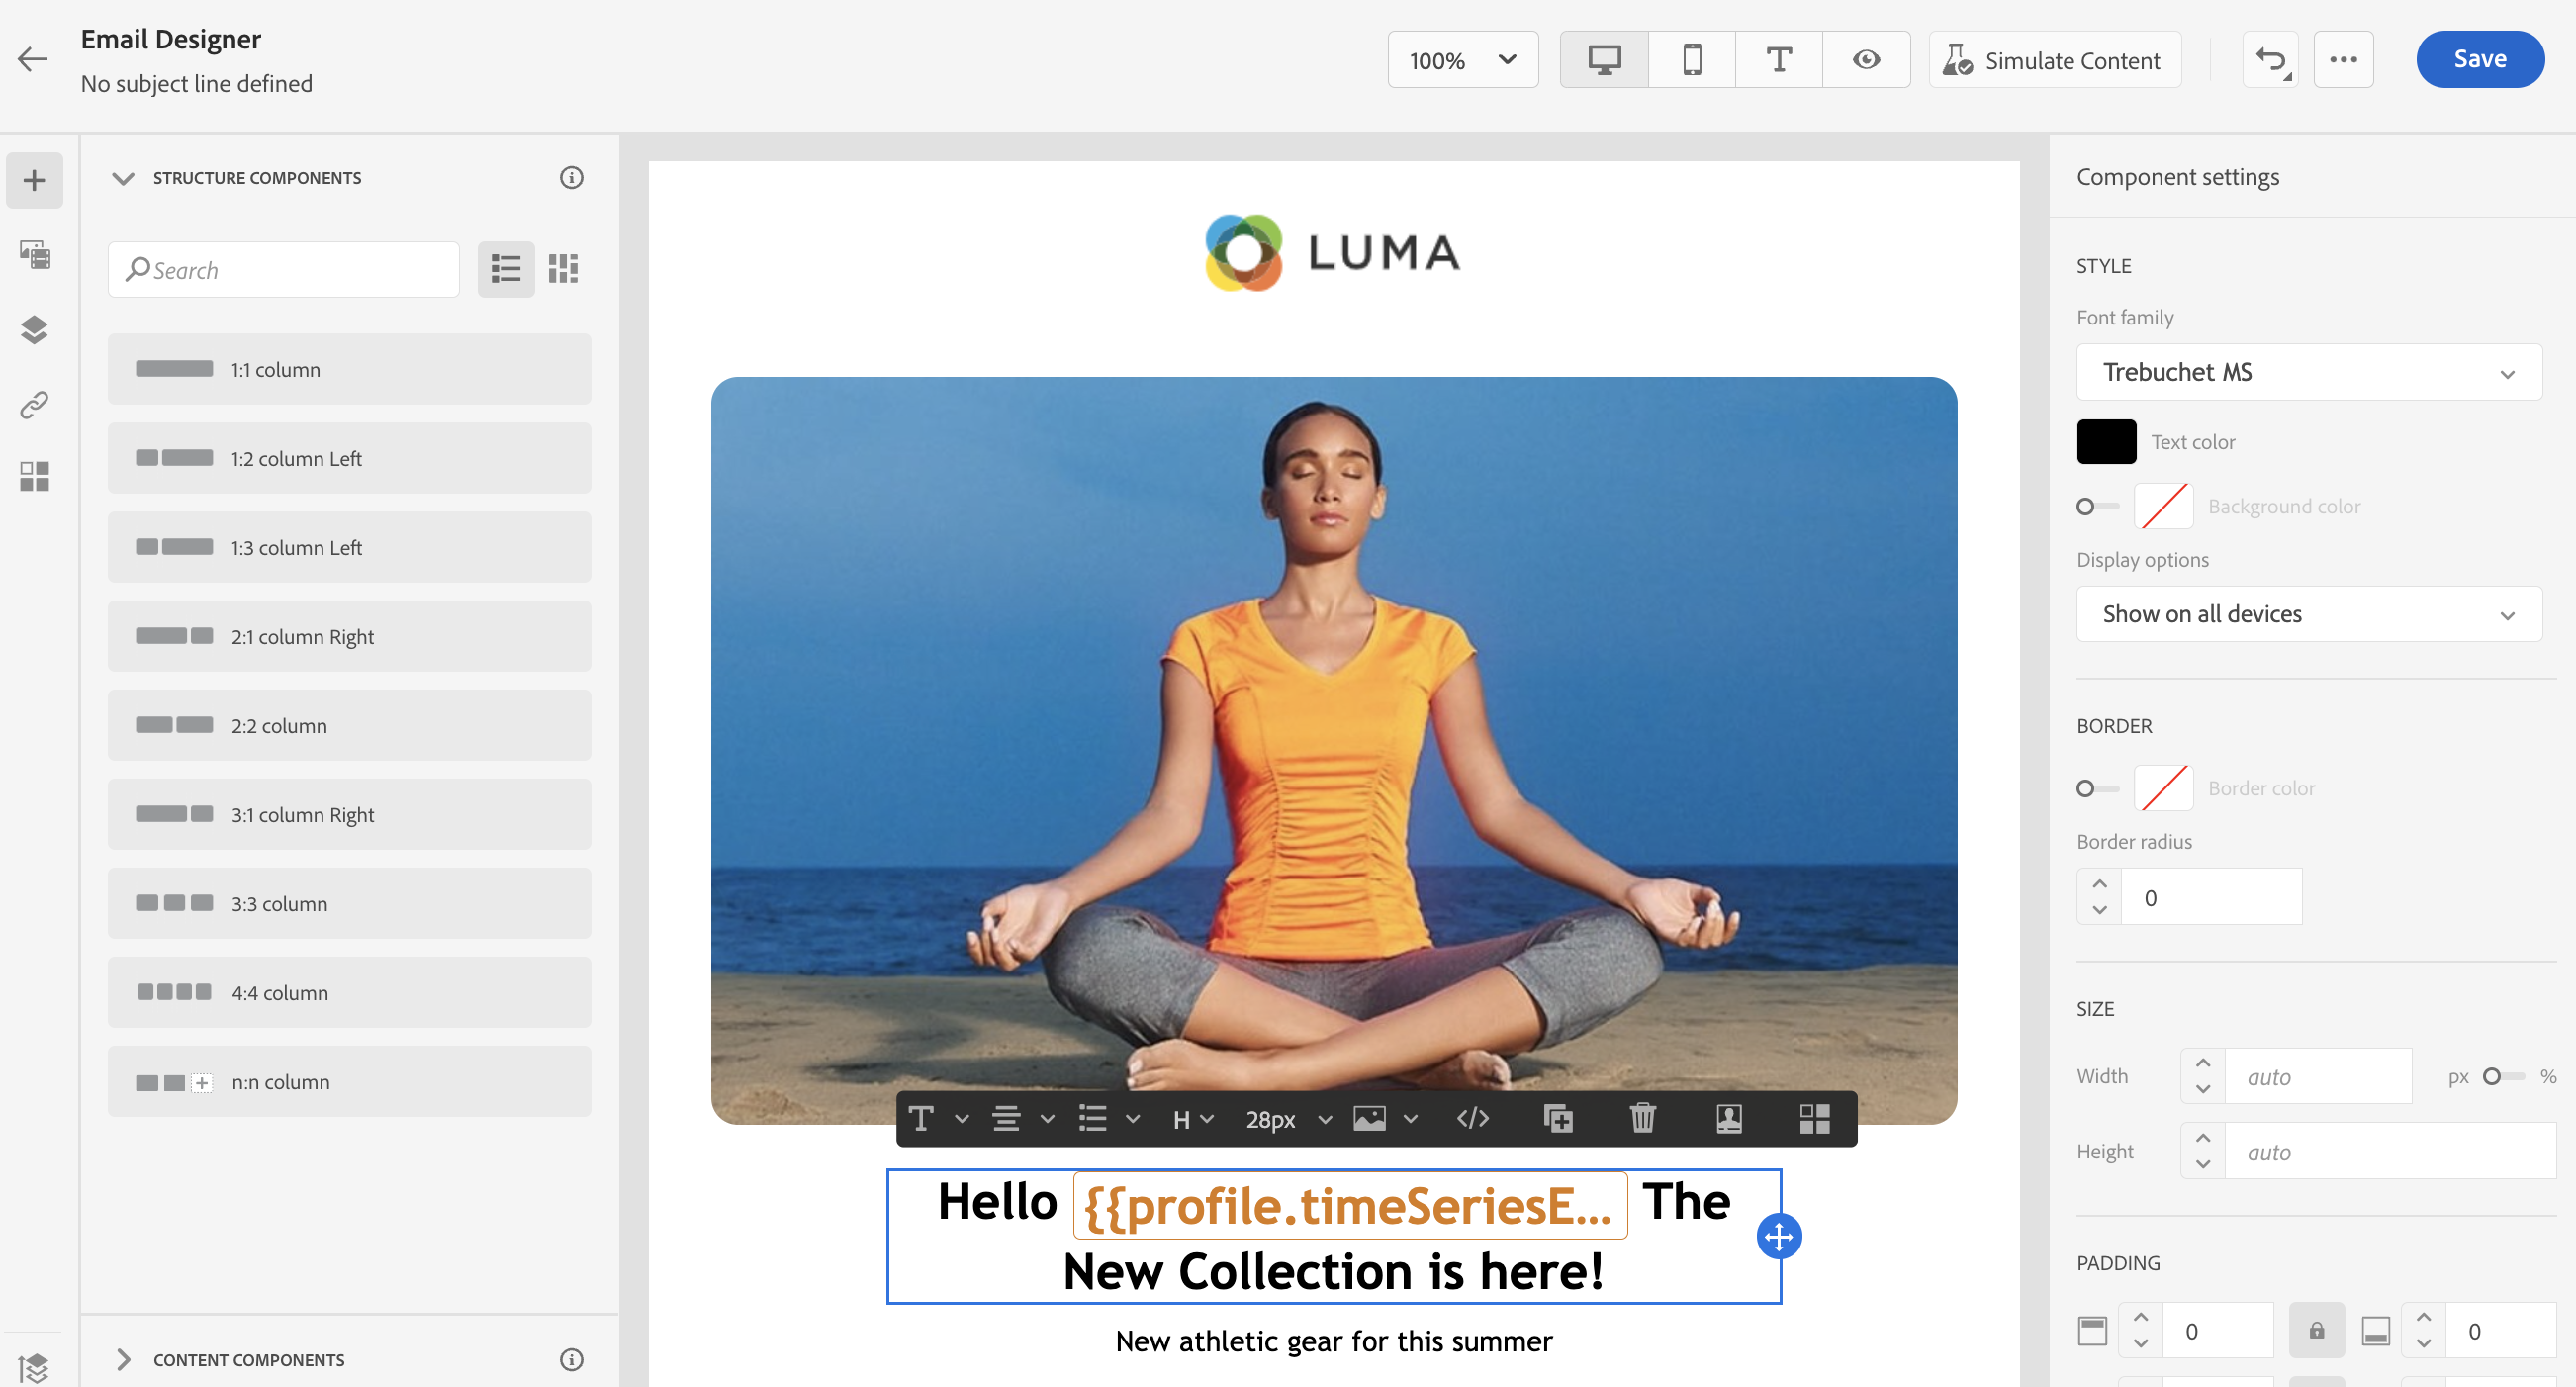 Email Designer
No subject line defined
100%
Simulate Content
Save
STRUCTURE COMPONENTS
Search
1:1 column
1:2 column Left
1:3 column Left
2:1 column Right
2:2 column
3:1 column Right
3:3 column
4:4 column
n:n column
CONTENT COMPONENTS
LUMA
H
28px
Hello {{profile.timeSeriesE... The
New Collection is here!
New athletic gear for this summer
Component settings
STYLE
Font family
Trebuchet MS
Text color
Background color
Display options
Show on all devices
BORDER
Border color
Border radius
0
SIZE
Width auto px %
Height auto
PADDING
0 0